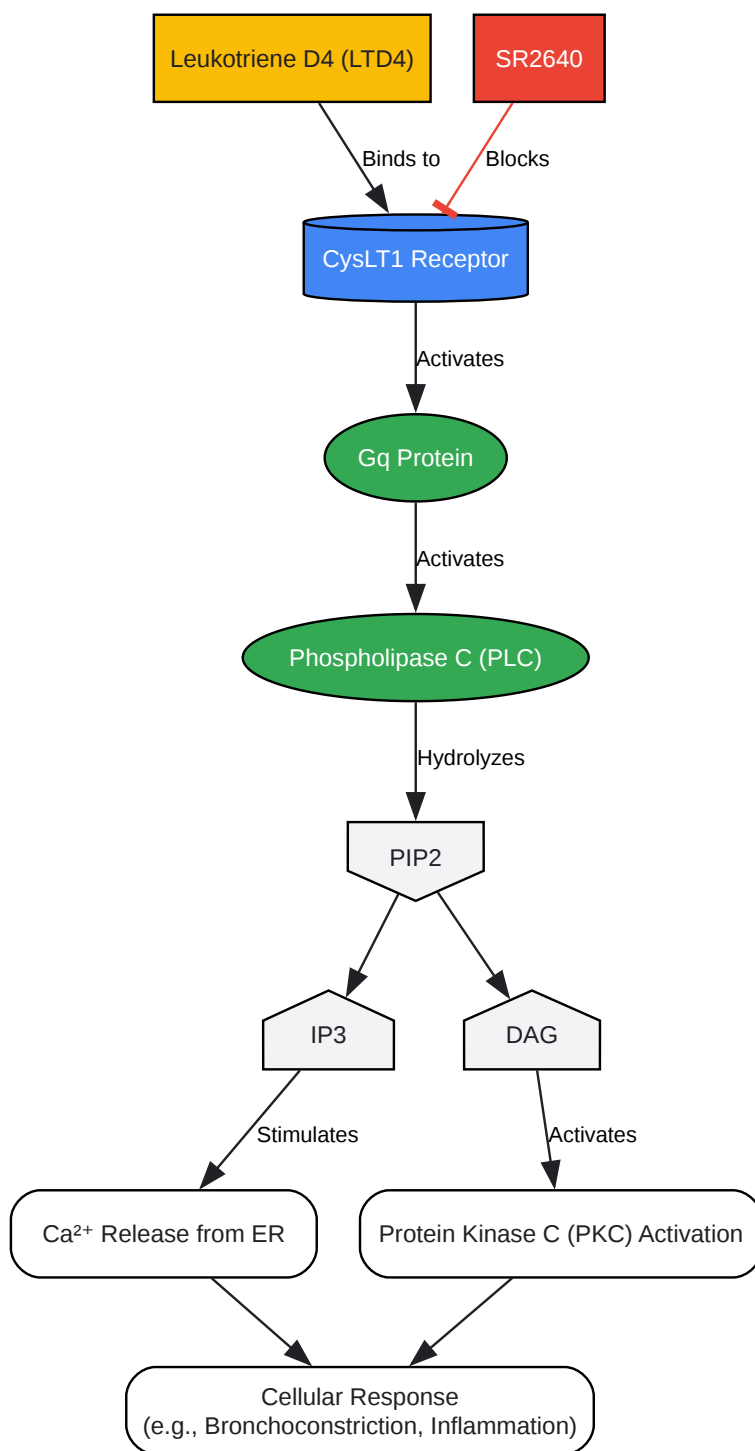 Leukotriene D4 (LTD4)
SR2640
Binds to
Blocks
CysLT1 Receptor
Activates
Gq Protein
Activates
Phospholipase C (PLC)
Hydrolyzes
PIP2
IP3
DAG
Stimulates
Activates
Ca²⁺ Release from ER
Protein Kinase C (PKC) Activation
Cellular Response
(e.g., Bronchoconstriction, Inflammation)